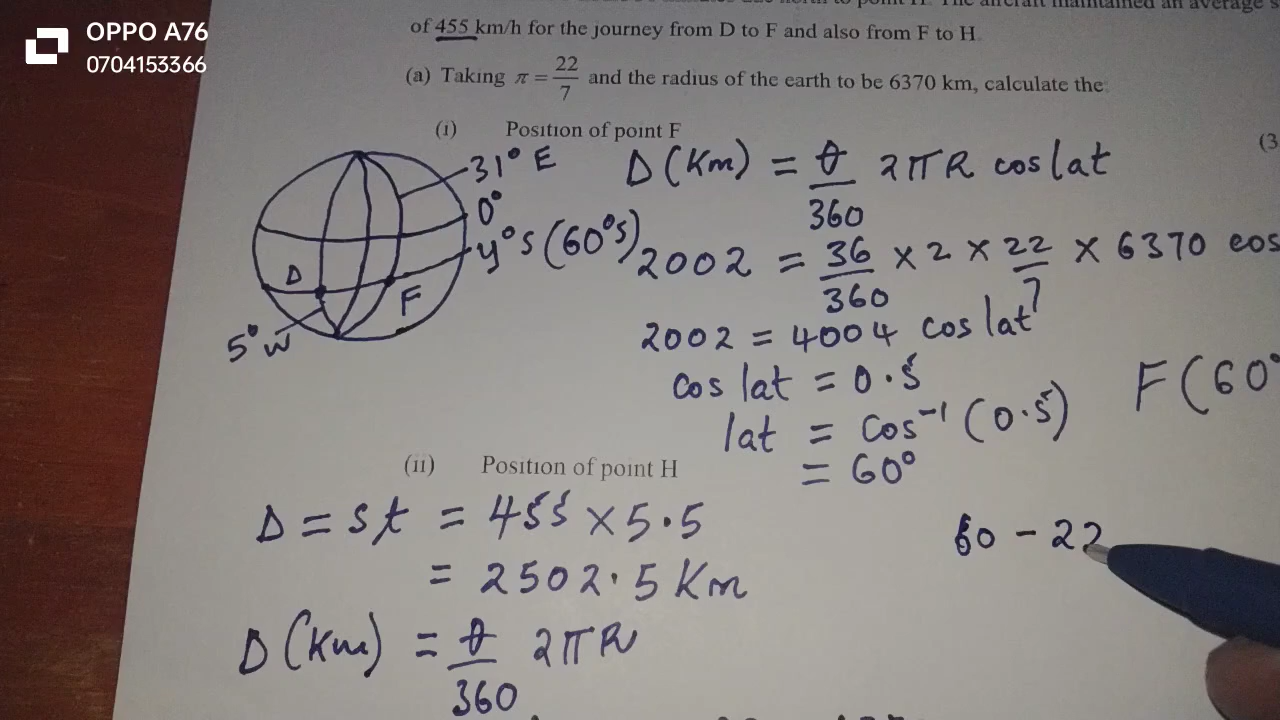 OPPO A76
0704153366
of 455 km/h for the journey from D to F and also from F to H
(a) Taking π = 22/7 and the radius of the earth to be 6370 km, calculate the:
(i) Position of point F
(3
31° E
0°
y°s (60°s)
D
F
5°W
D (Km) = θ/360 2πR cos lat
2002 = 36/360 × 2 × 22/7 × 6370 cos
2002 = 4004 cos lat
cos lat = 0.5
lat = cos⁻¹ (0.5)
= 60°
F (60°
(ii) Position of point H
D = st = 455 × 5.5
= 2502.5 Km
60 - 22
D (Km) = θ/360 2πR